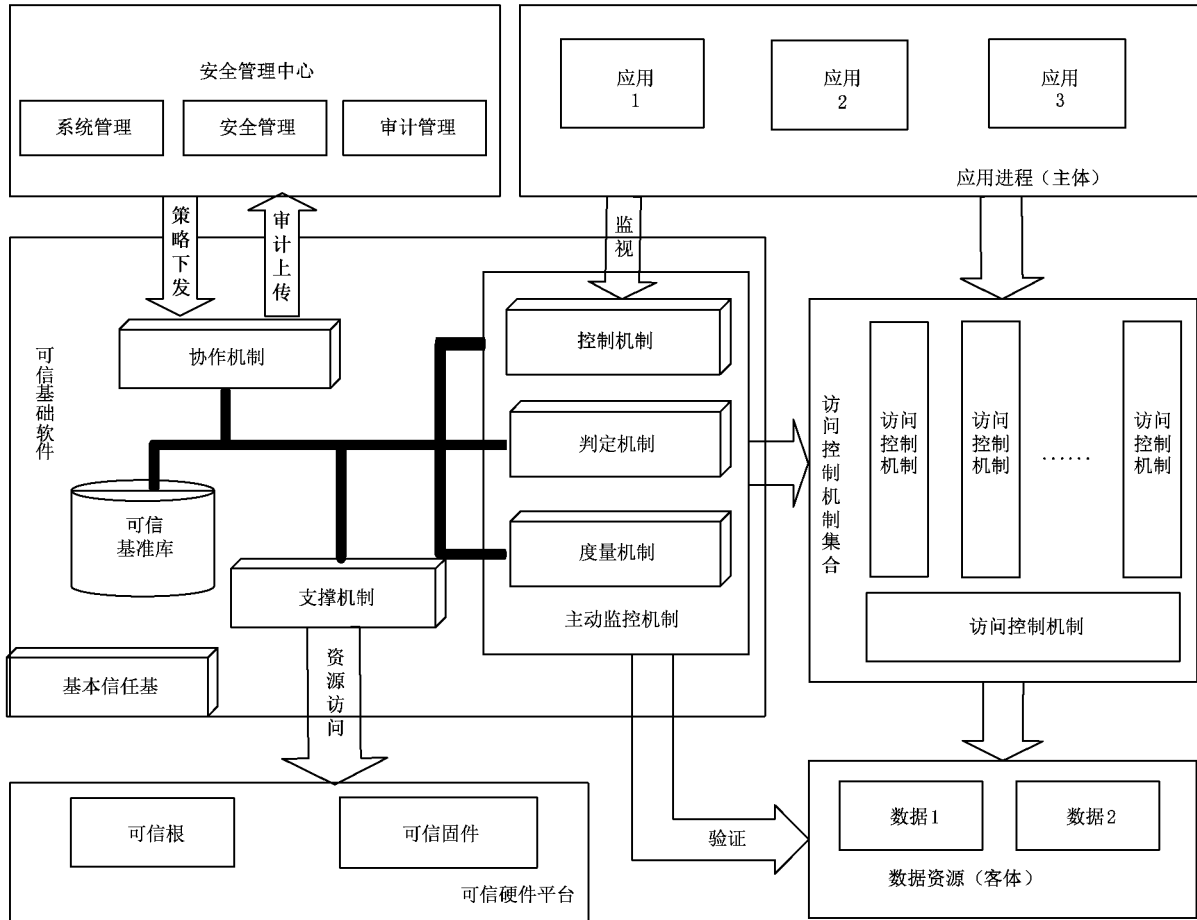 安全管理中心
系统管理
安全管理
审计管理
应用
1
应用
2
应用
3
应用进程（主体）
策略下发
审计上传
监视
可信基础软件
协作机制
可信
基准库
支撑机制
基本信任基
控制机制
判定机制
度量机制
主动监控机制
访问控制机制集合
访问
控制
机制
访问
控制
机制
……
访问
控制
机制
访问控制机制
资源访问
可信根
可信固件
可信硬件平台
验证
数据1
数据2
数据资源（客体）